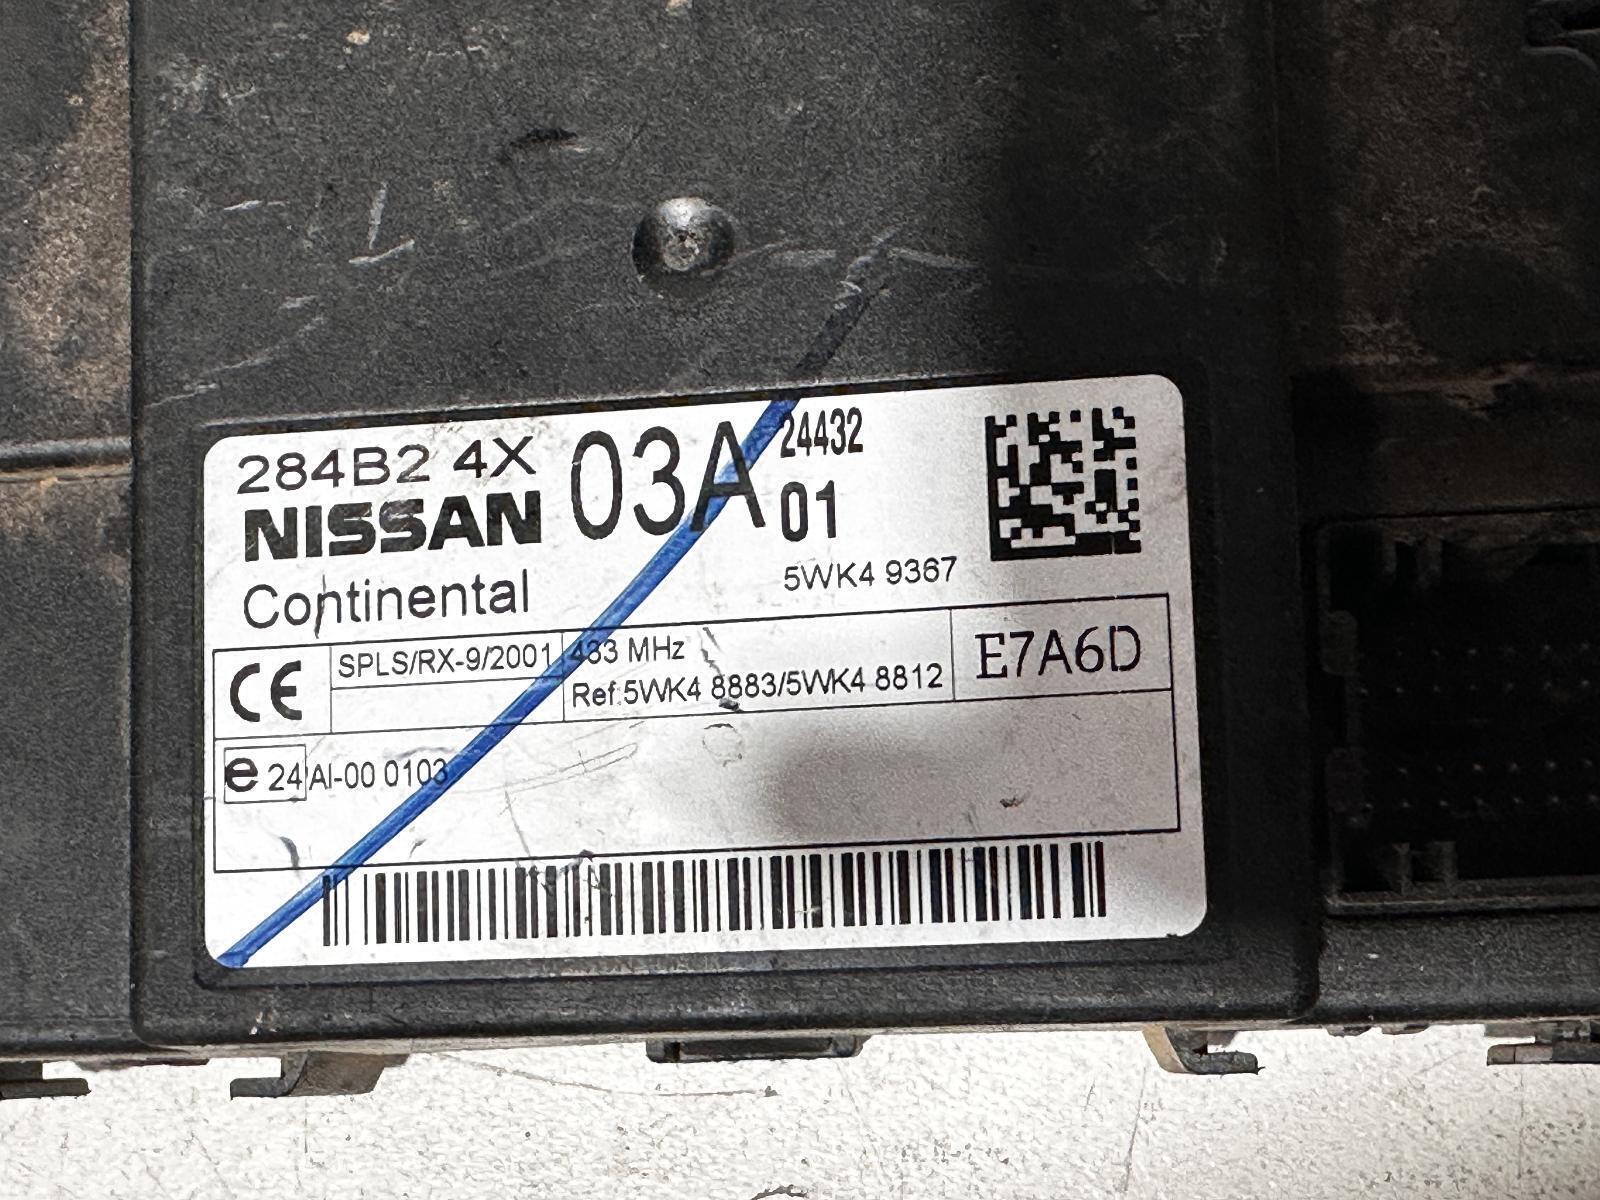 284B2 4X 03A 24432
NISSAN 01
Continental 5WK4 9367
CE SPLS/RX-9/2001 433 MHz E7A6D
Ref:5WK4 8883/5WK4 8812
e 24 AI-00 0103